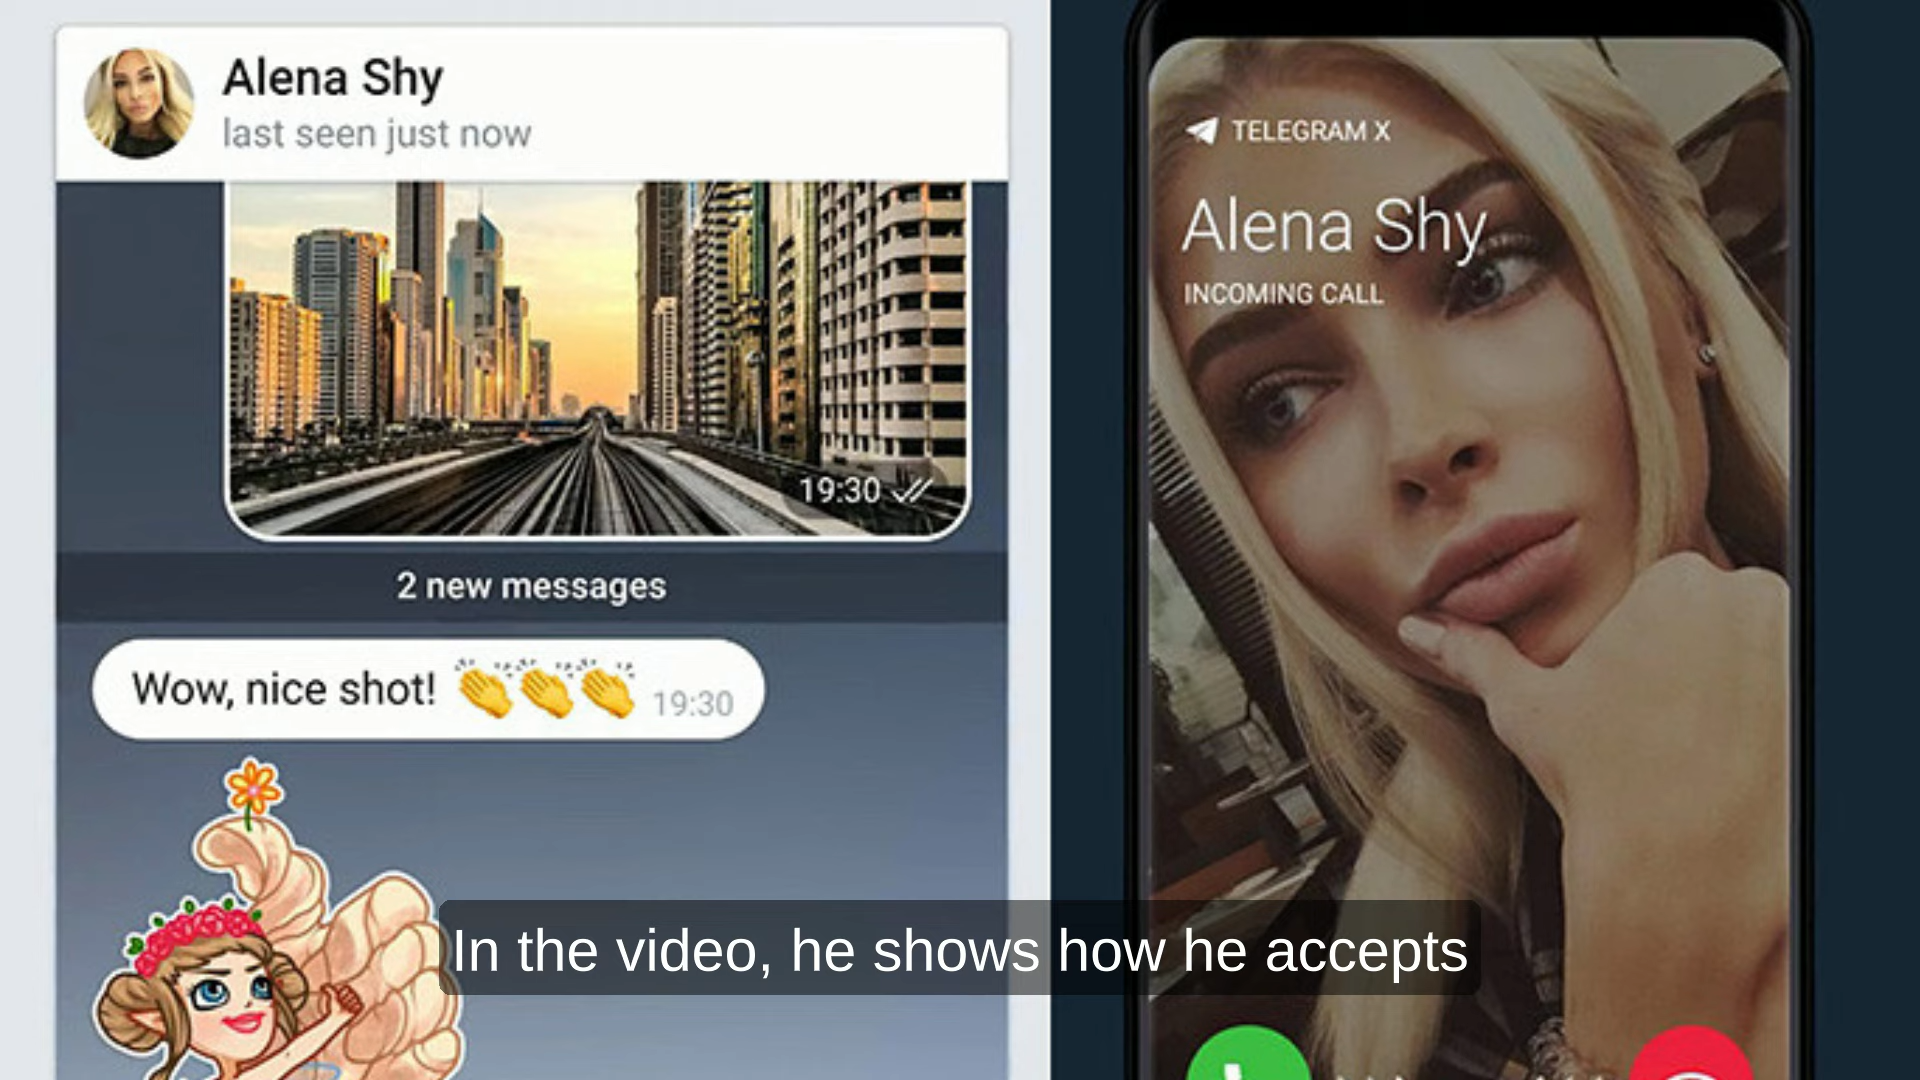 Alena Shy
last seen just now
19:30
2 new messages
Wow, nice shot! 👏👏👏 19:30
TELEGRAM X
Alena Shy
INCOMING CALL
In the video, he shows how he accepts